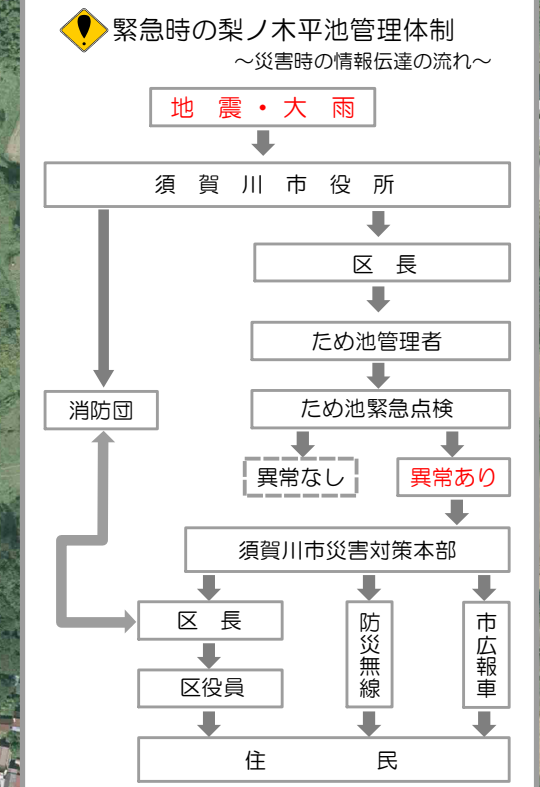 緊急時の梨ノ木平池管理体制
～災害時の情報伝達の流れ～
地 震 ・ 大 雨
須 賀 川 市 役 所
区 長
ため池管理者
消防団
ため池緊急点検
異常なし
異常あり
須賀川市災害対策本部
区 長
防災無線
市広報車
区役員
住 民